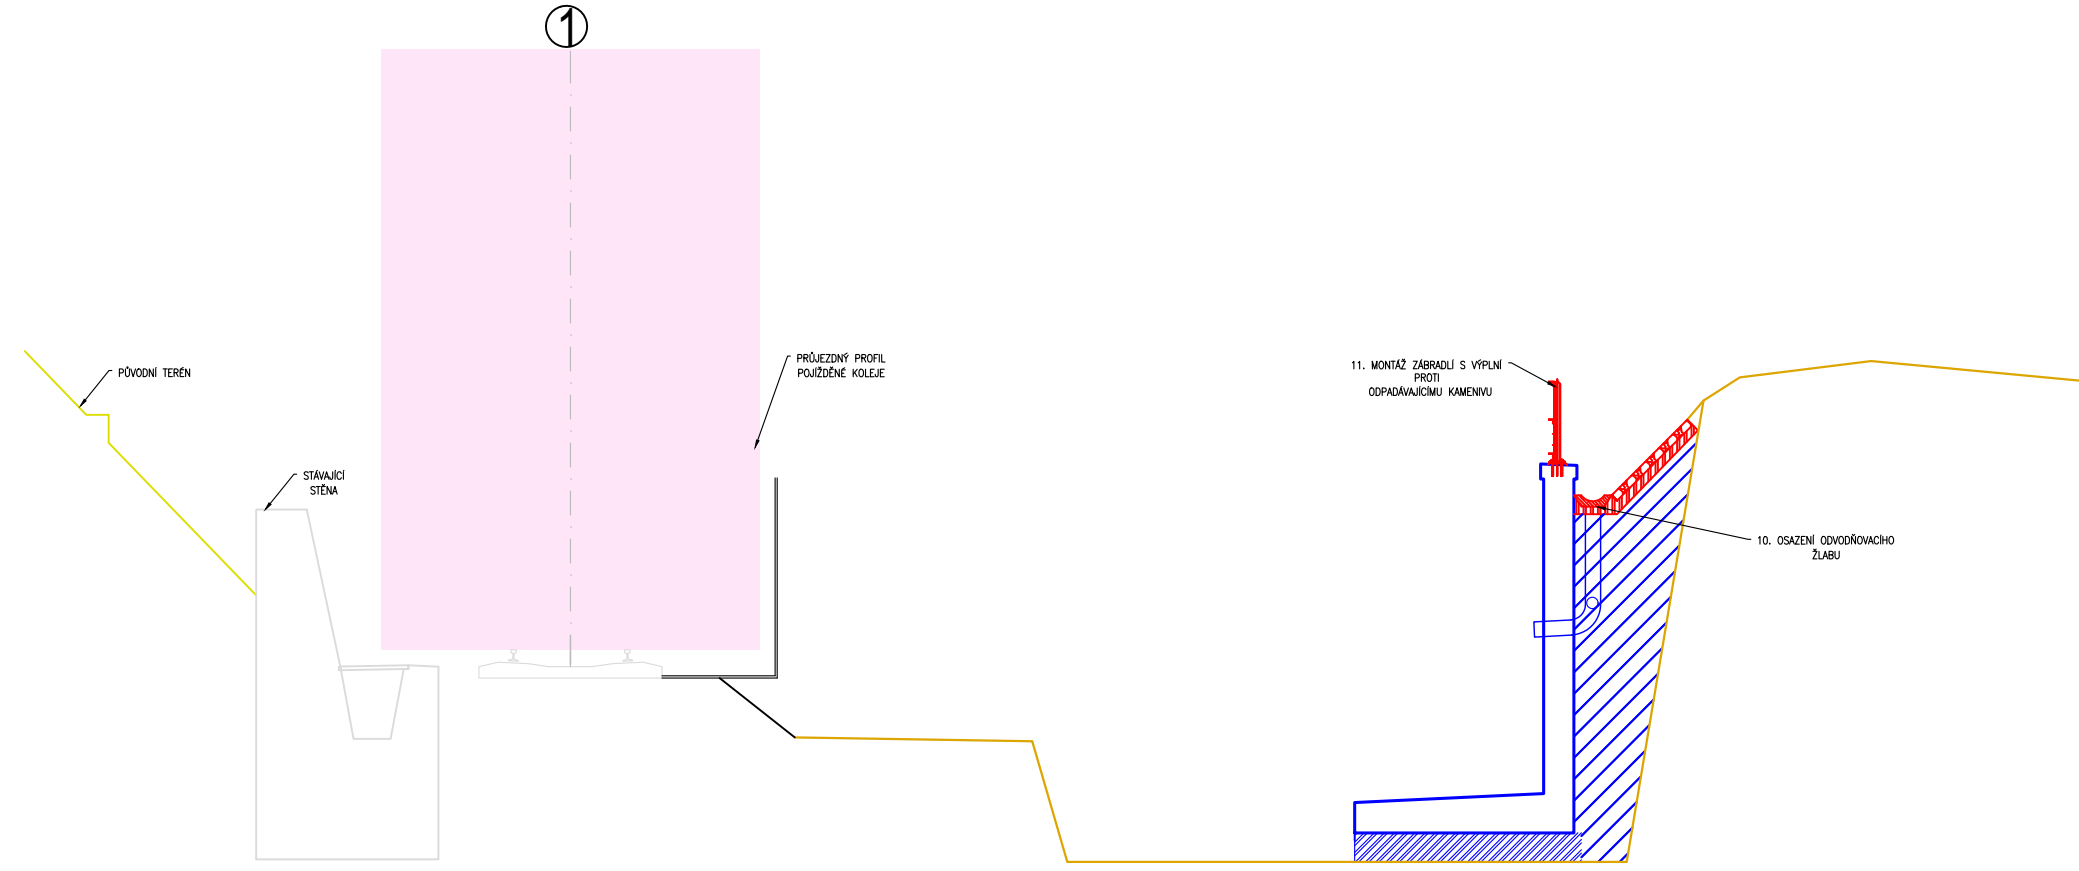 1
PŮVODNÍ TERÉN
STÁVAJÍCÍ
STĚNA
PRŮJEZDNÝ PROFIL
POJÍŽDĚNÉ KOLEJE
11. MONTÁŽ ZÁBRADLÍ S VÝPLNÍ
PROTI
ODPADÁVAJÍCÍMU KAMENIVU
10. OSAZENÍ ODVODŇOVACÍHO
ŽLABU